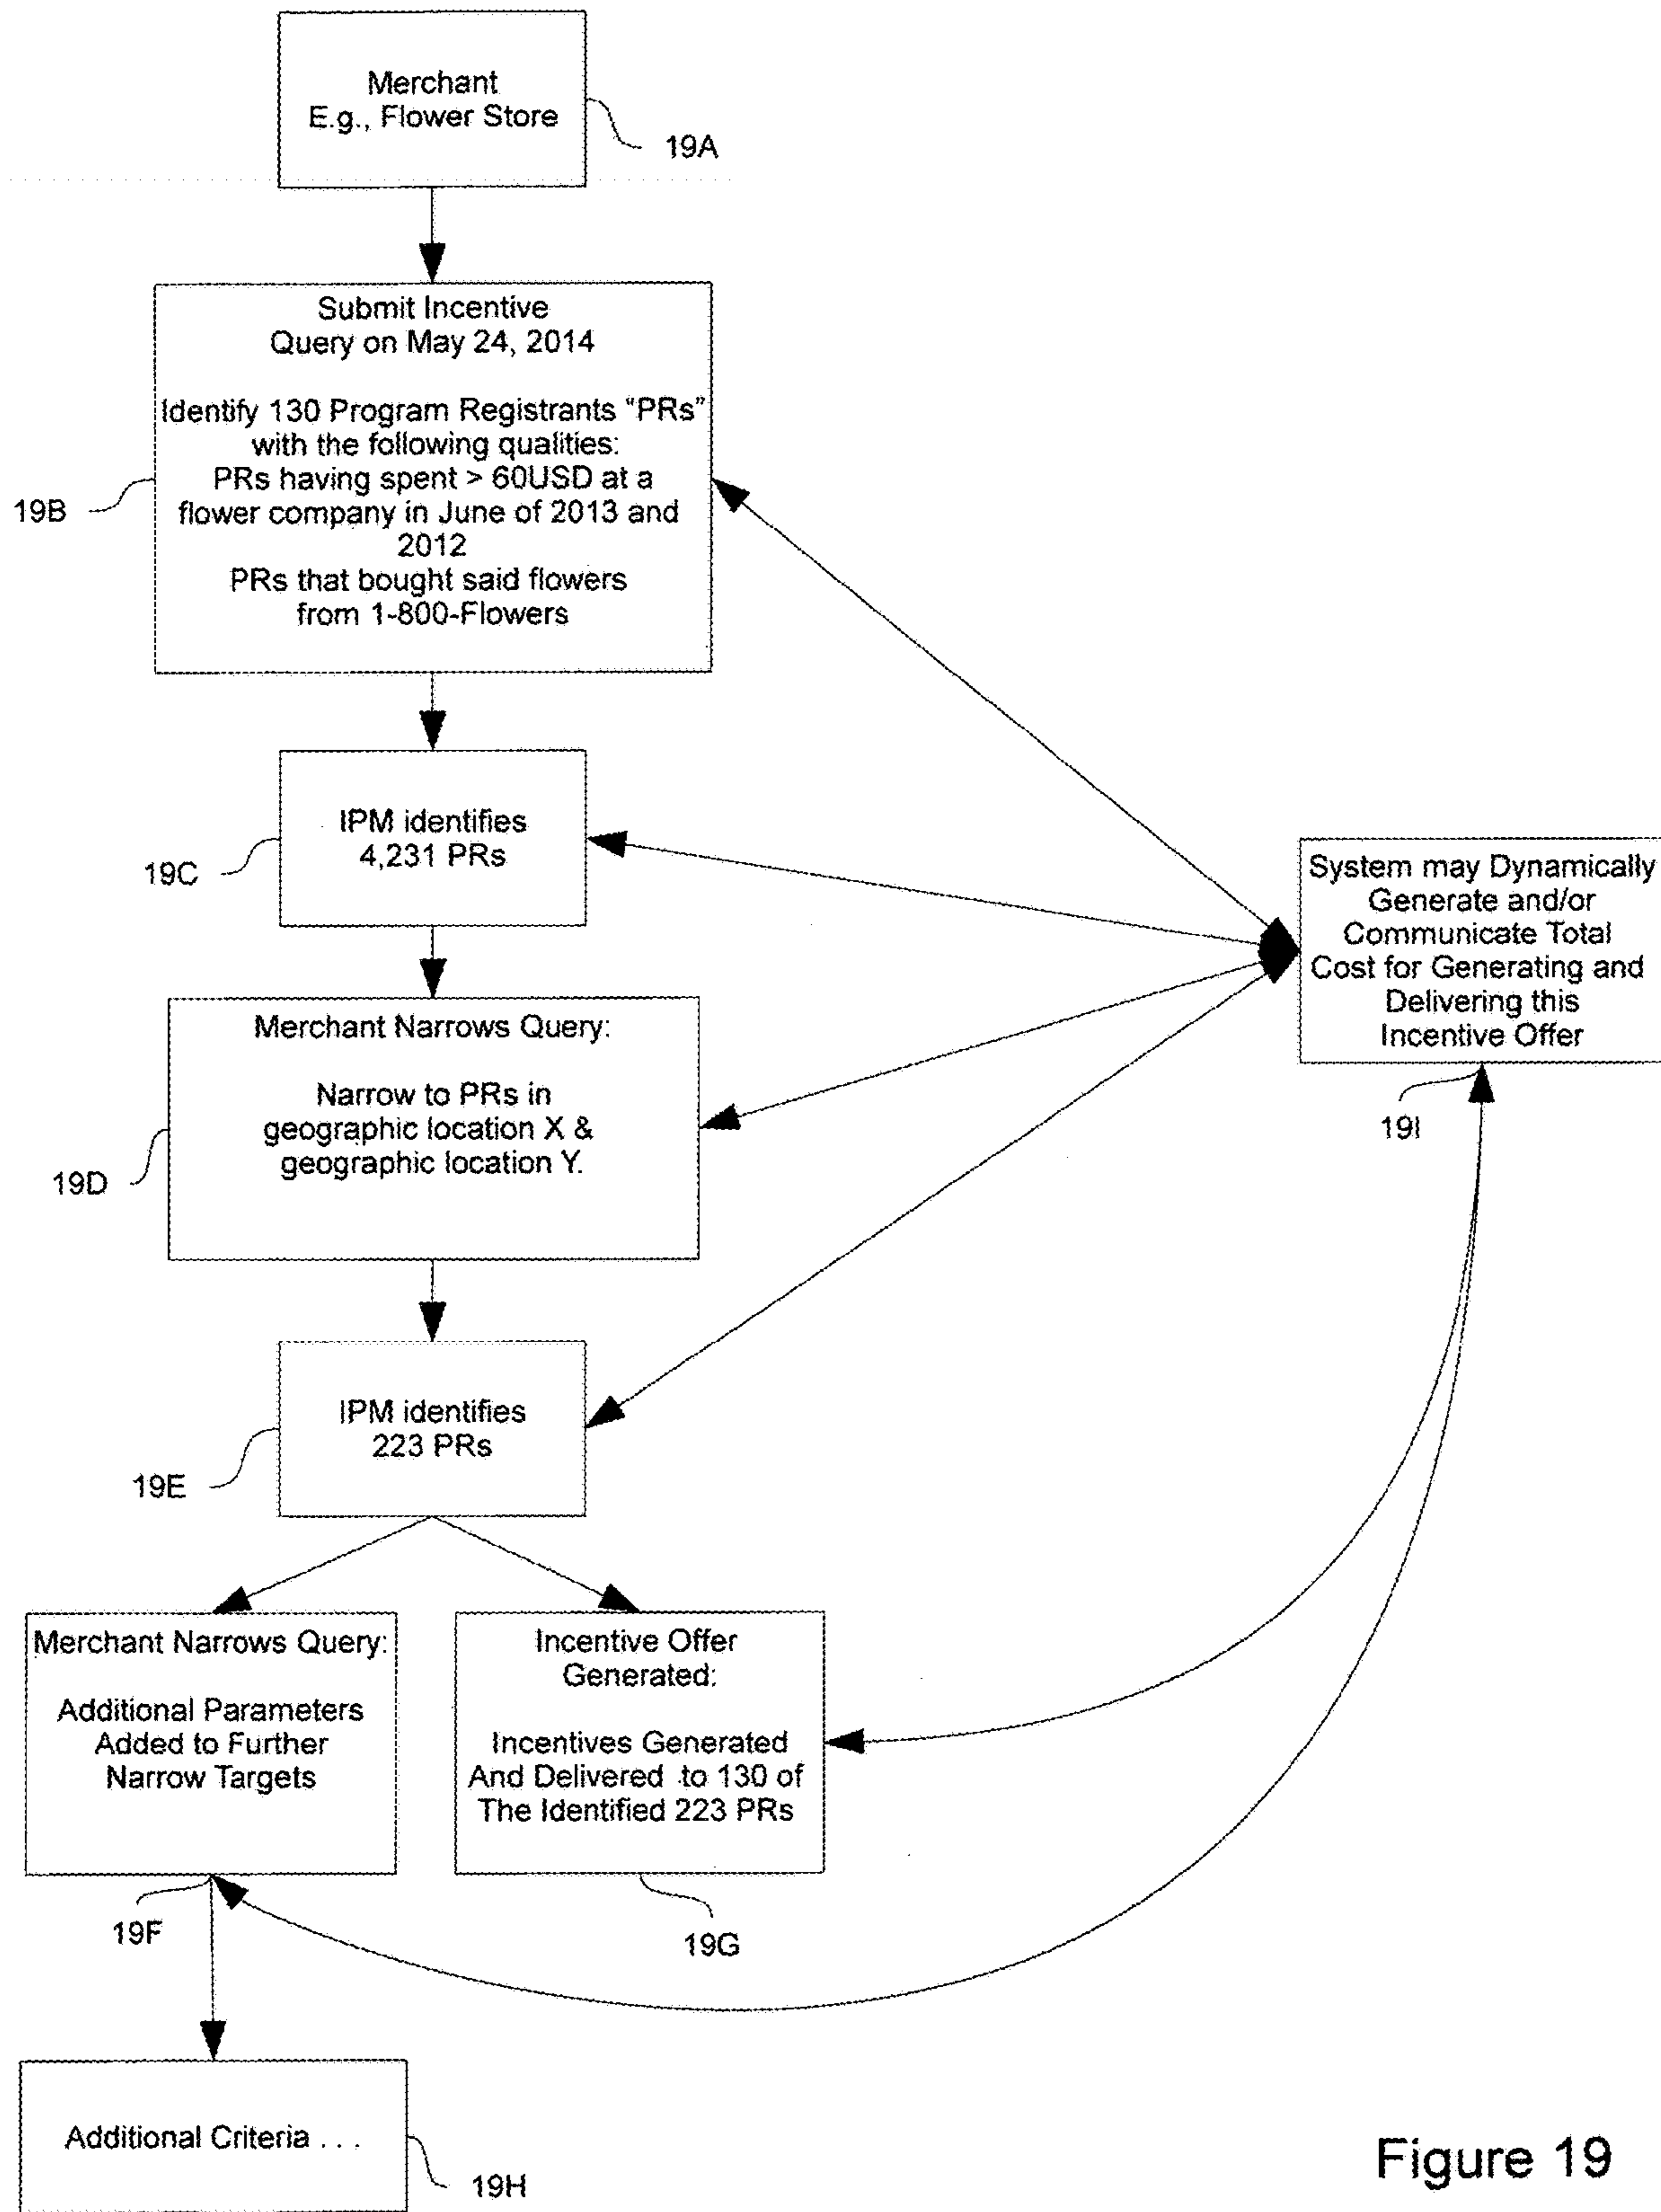 Merchant
E.g., Flower Store
19A
Submit Incentive
Query on May 24, 2014
Identify 130 Program Registrants “PRs”
with the following qualities:
PRs having spent > 60USD at a
flower company in June of 2013 and
2012
PRs that bought said flowers
from 1-800-Flowers
19B
IPM identifies
4,231 PRs
19C
System may Dynamically
Generate and/or
Communicate Total
Cost for Generating and
Delivering this
Incentive Offer
19I
Merchant Narrows Query:
Narrow to PRs in
geographic location X &
geographic location Y.
19D
IPM identifies
223 PRs
19E
Merchant Narrows Query:
Additional Parameters
Added to Further
Narrow Targets
19F
Incentive Offer
Generated:
Incentives Generated
And Delivered to 130 of
The Identified 223 PRs
19G
Additional Criteria . . .
19H
Figure 19